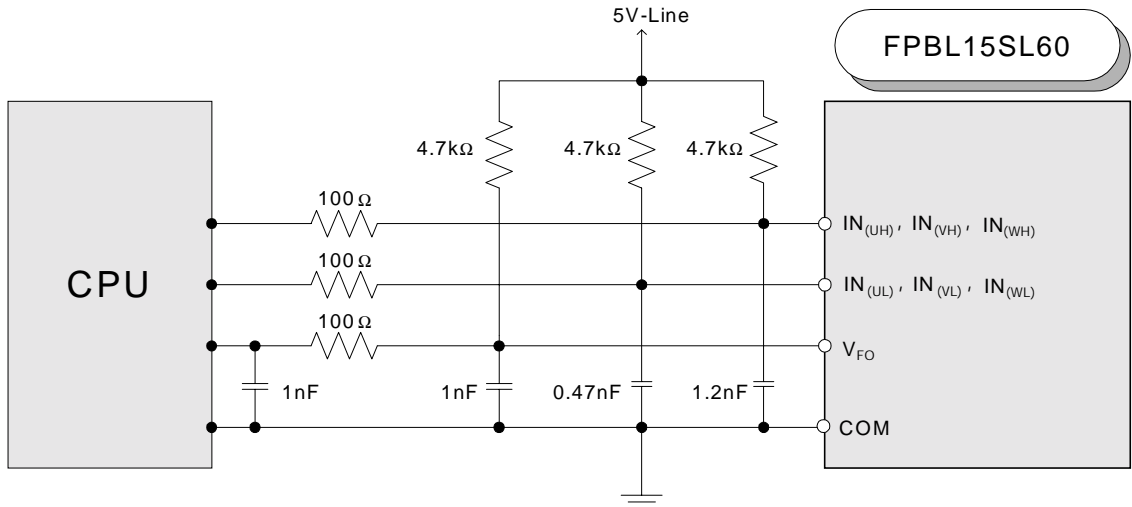 5V-Line
FPBL15SL60
4.7kΩ 4.7kΩ 4.7kΩ
100Ω
IN(UH), IN(VH), IN(WH)
CPU
100Ω
IN(UL), IN(VL), IN(WL)
100Ω
VFO
1nF 1nF 0.47nF 1.2nF
COM